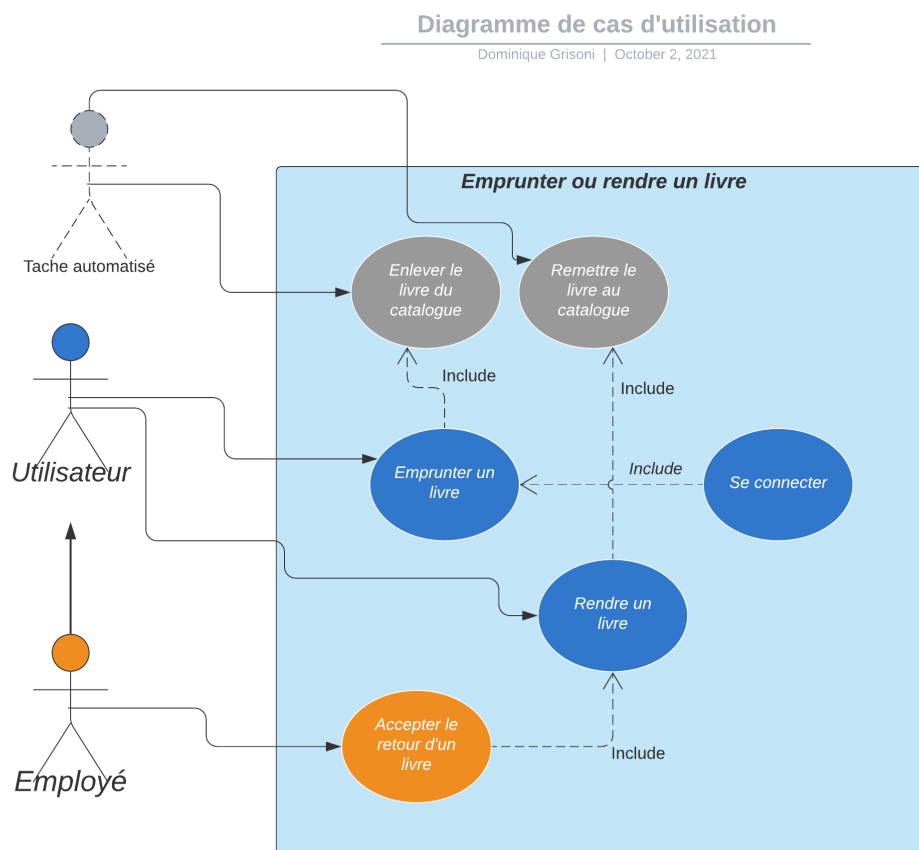 Diagramme de cas d'utilisation
Dominique Grisoni | October 2, 2021
Emprunter ou rendre un livre
Tache automatisé
Enlever le
livre du
catalogue
Remettre le
livre au
catalogue
Include
Include
Utilisateur
Emprunter un
livre
Include
Se connecter
Rendre un
livre
Employé
Accepter le
retour d'un
livre
Include